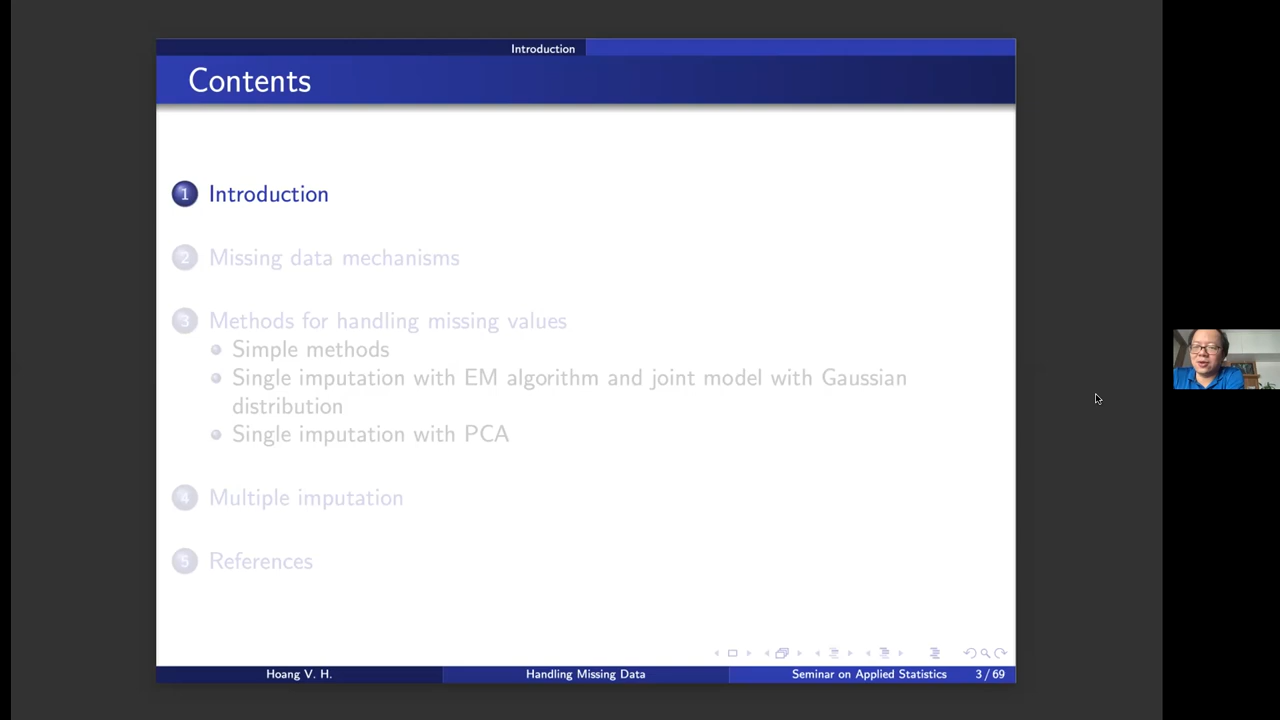 Introduction
Contents
1 Introduction
2 Missing data mechanisms
3 Methods for handling missing values
Simple methods
Single imputation with EM algorithm and joint model with Gaussian
distribution
Single imputation with PCA
4 Multiple imputation
5 References
Hoang V. H. Handling Missing Data Seminar on Applied Statistics 3 / 69